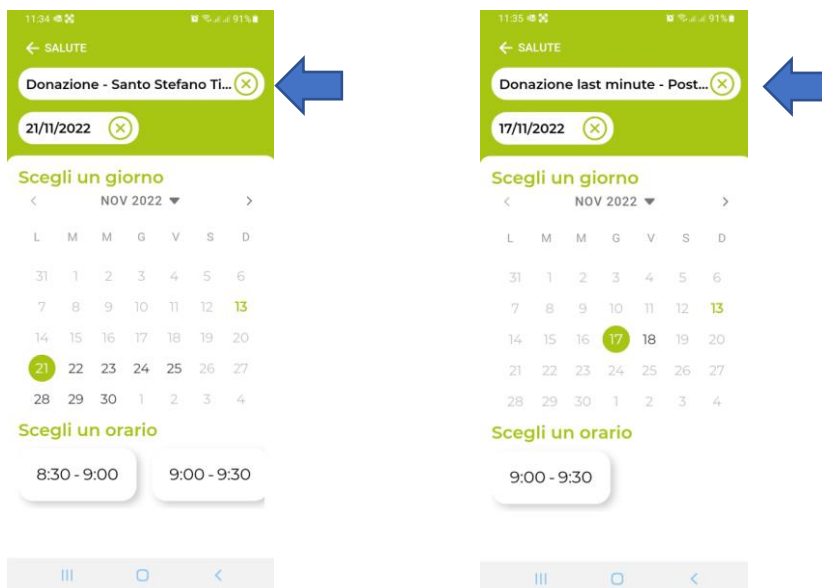 11:34 91%
← SALUTE
Donazione - Santo Stefano Ti...
21/11/2022
Scegli un giorno
< NOV 2022 >
L M M G V S D
31 1 2 3 4 5 6
7 8 9 10 11 12 13
14 15 16 17 18 19 20
21 22 23 24 25 26 27
28 29 30 1 2 3 4
Scegli un orario
8:30 - 9:00 9:00 - 9:30
11:35 91%
← SALUTE
Donazione last minute - Post...
17/11/2022
Scegli un giorno
< NOV 2022 >
L M M G V S D
31 1 2 3 4 5 6
7 8 9 10 11 12 13
14 15 16 17 18 19 20
21 22 23 24 25 26 27
28 29 30 1 2 3 4
Scegli un orario
9:00 - 9:30